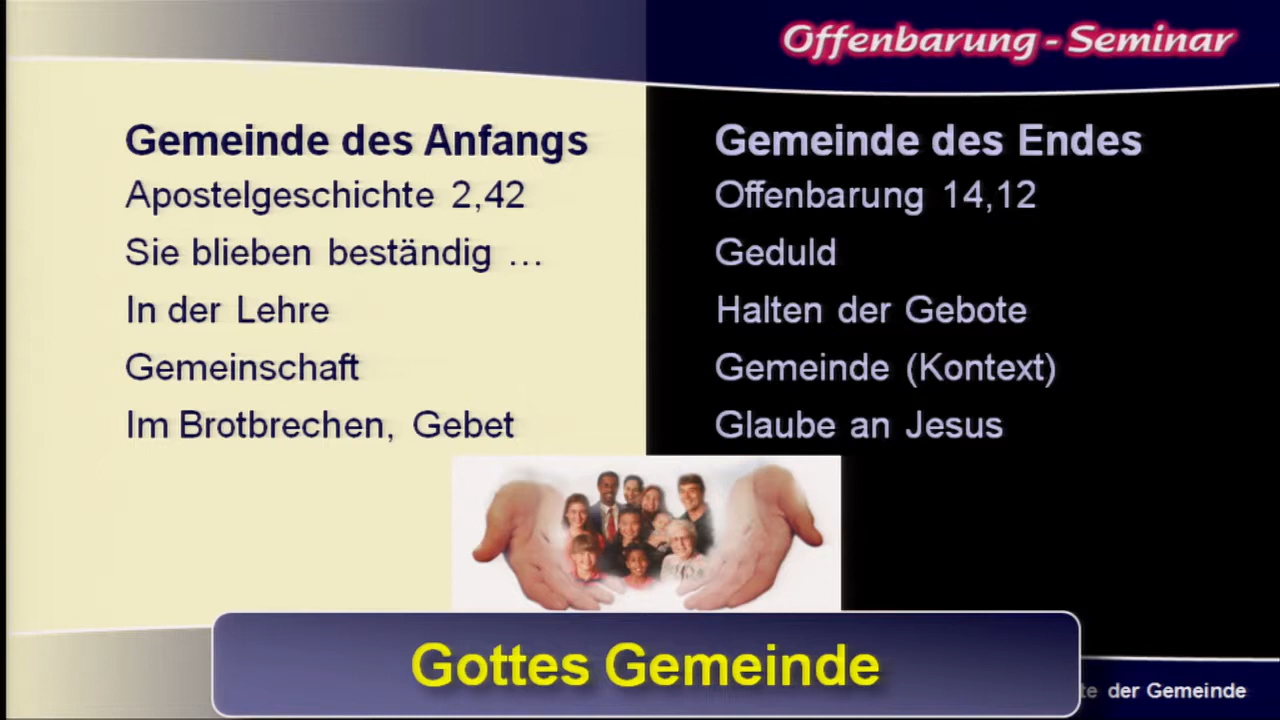 Offenbarung - Seminar
Gemeinde des Anfangs
Apostelgeschichte 2,42
Sie blieben beständig …
In der Lehre
Gemeinschaft
Im Brotbrechen, Gebet
Gemeinde des Endes
Offenbarung 14,12
Geduld
Halten der Gebote
Gemeinde (Kontext)
Glaube an Jesus
Gottes Gemeinde
der Gemeinde